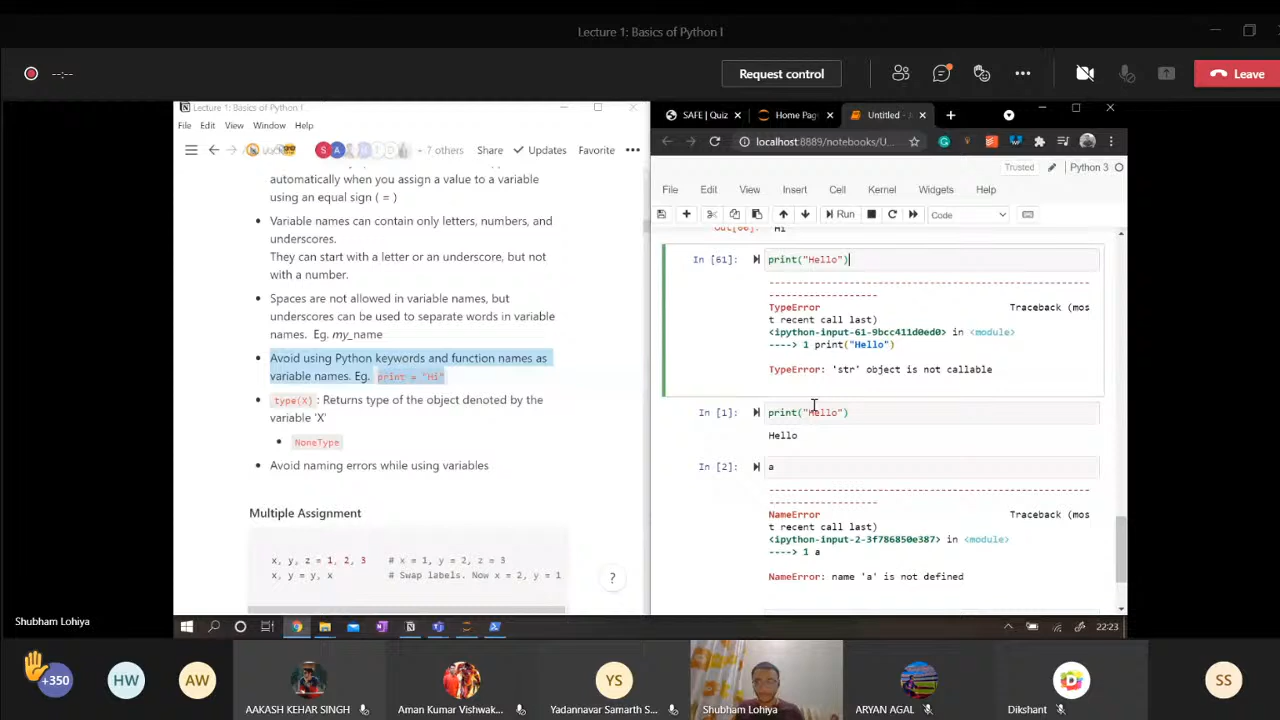 Lecture 1: Basics of Python I
--:--
Request control
Leave
Lecture 1: Basics of Python I
File Edit View Window Help
S A + 7 others Share Updates Favorite
automatically when you assign a value to a variable
using an equal sign ( = )
Variable names can contain only letters, numbers, and
underscores.
They can start with a letter or an underscore, but not
with a number.
Spaces are not allowed in variable names, but
underscores can be used to separate words in variable
names. Eg. my_name
Avoid using Python keywords and function names as
variable names. Eg. print = "Hi"
type(X) : Returns type of the object denoted by the
variable 'X'
NoneType
Avoid naming errors while using variables
Multiple Assignment
x, y, z = 1, 2, 3 # x = 1, y = 2, z = 3
x, y = y, x # Swap labels. Now x = 2, y = 1
?
SAFE | Quiz Home Pag Untitled - J
localhost:8889/notebooks/U...
Trusted Python 3
File Edit View Insert Cell Kernel Widgets Help
Run Code
Hi
In [61]: print("Hello")
TypeError Traceback (mos
t recent call last)
<ipython-input-61-9bcc411d0ed0> in <module>
----> 1 print("Hello")
TypeError: 'str' object is not callable
In [1]: print("Hello")
Hello
In [2]: a
NameError Traceback (mos
t recent call last)
<ipython-input-2-3f786850e387> in <module>
----> 1 a
NameError: name 'a' is not defined
22:23
Shubham Lohiya
+350
HW
AW
AAKASH KEHAR SINGH
Aman Kumar Vishwak...
YS
Yadannavar Samarth S...
Shubham Lohiya
ARYAN AGAL
Dikshant
SS